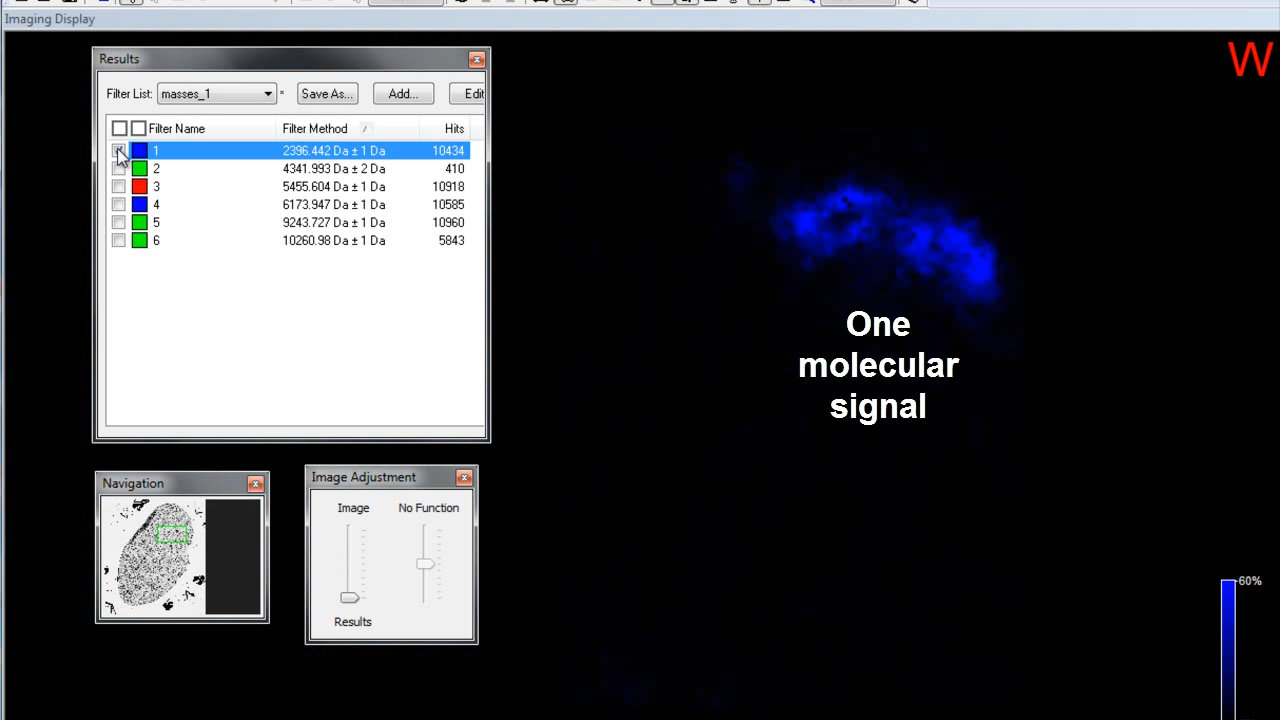 Imaging Display
W
Results
Filter List: masses_1 * Save As... Add... Edit
Filter Name Filter Method / Hits
1 2396.442 Da ± 1 Da 10434
2 4341.993 Da ± 2 Da 410
3 5455.604 Da ± 1 Da 10918
4 6173.947 Da ± 1 Da 10585
5 9243.727 Da ± 1 Da 10960
6 10260.98 Da ± 1 Da 5843
One
molecular
signal
Navigation
Image Adjustment
Image No Function
Results
60%